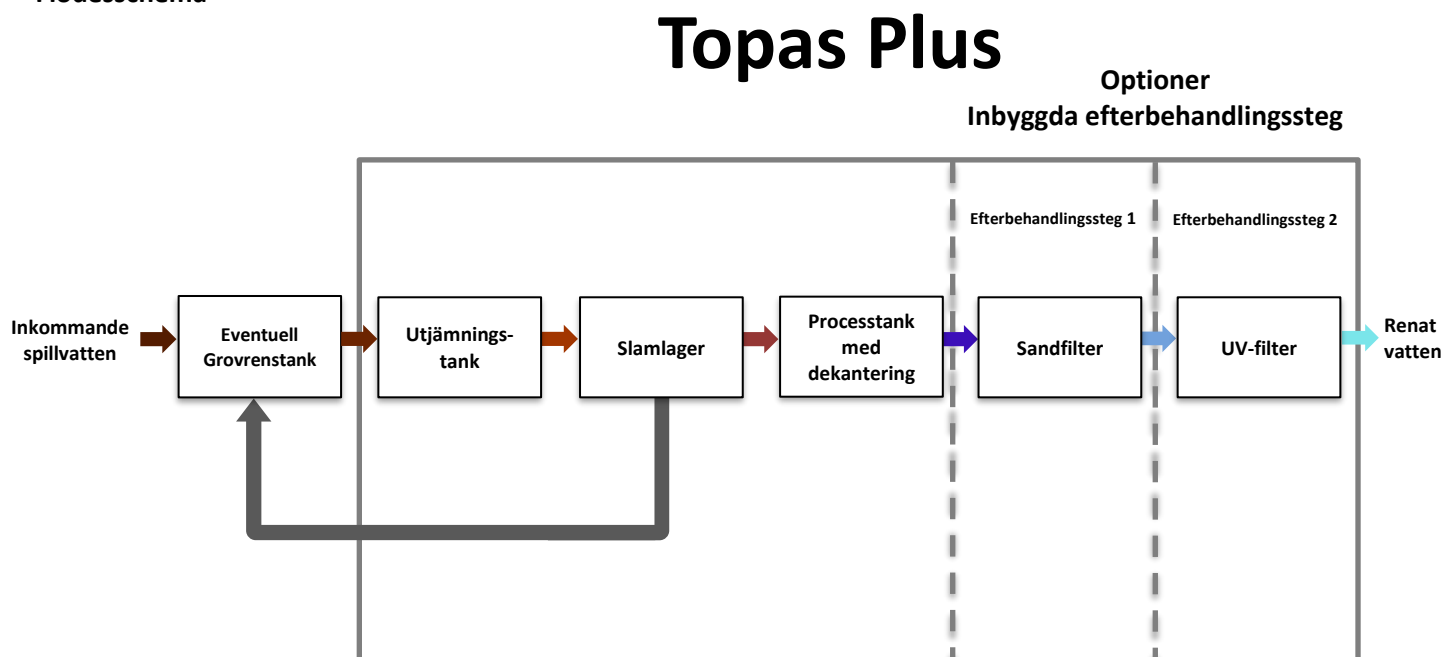 Topas Plus
Optioner
Inbyggda efterbehandlingssteg
Efterbehandlingssteg 1
Efterbehandlingssteg 2
Inkommande
spillvatten
Eventuell
Grovrenstank
Utjämnings-
tank
Slamlager
Processtank
med
dekantering
Sandfilter
UV-filter
Renat
vatten